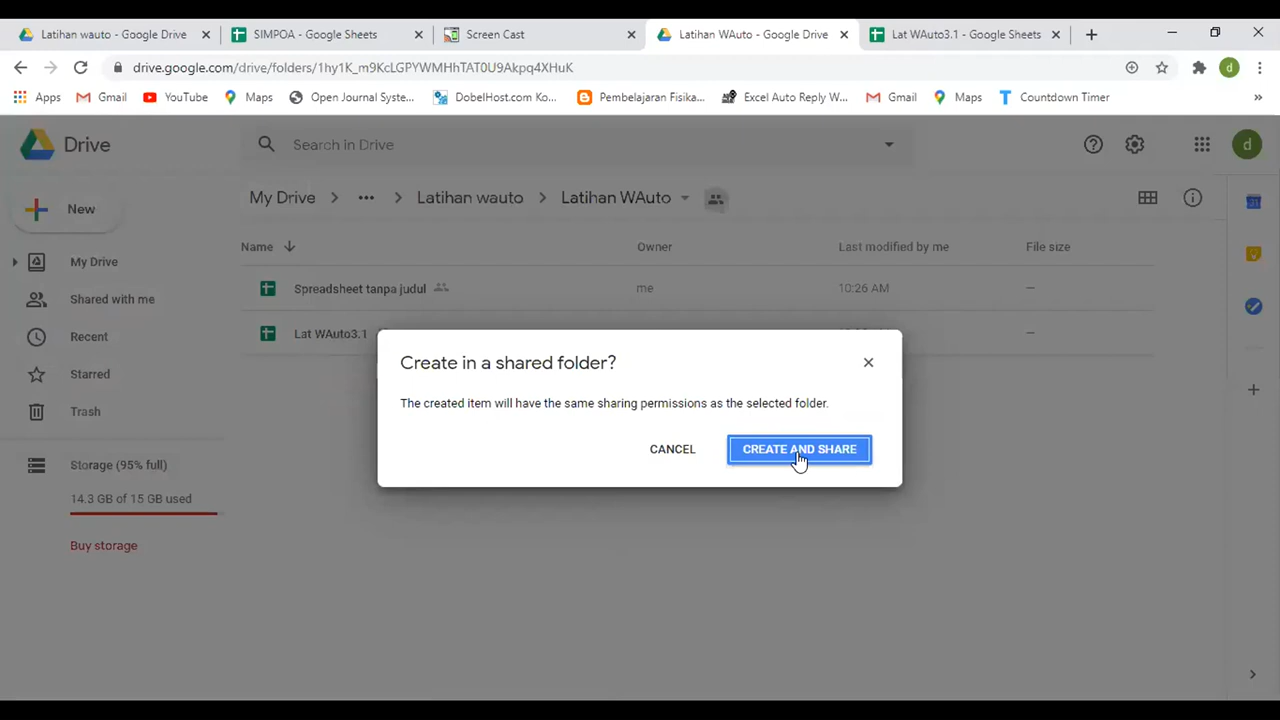 Latihan wauto - Google Drive
SIMPOA - Google Sheets
Screen Cast
Latihan WAuto - Google Drive
Lat WAuto3.1 - Google Sheets
drive.google.com/drive/folders/1hy1K_m9KcLGPYWMHhTAT0U9Akpq4XHuK
d
Apps
Gmail
YouTube
Maps
Open Journal Syste...
DobelHost.com Ko...
Pembelajaran Fisika...
Excel Auto Reply W...
Gmail
Maps
Countdown Timer
Drive
Search in Drive
d
New
My Drive
Latihan wauto
Latihan WAuto
Name
Owner
Last modified by me
File size
My Drive
Spreadsheet tanpa judul
me
10:26 AM
—
Shared with me
Lat WAuto3.1
—
Recent
Starred
Trash
Storage (95% full)
14.3 GB of 15 GB used
Buy storage
Create in a shared folder?
The created item will have the same sharing permissions as the selected folder.
CANCEL
CREATE AND SHARE